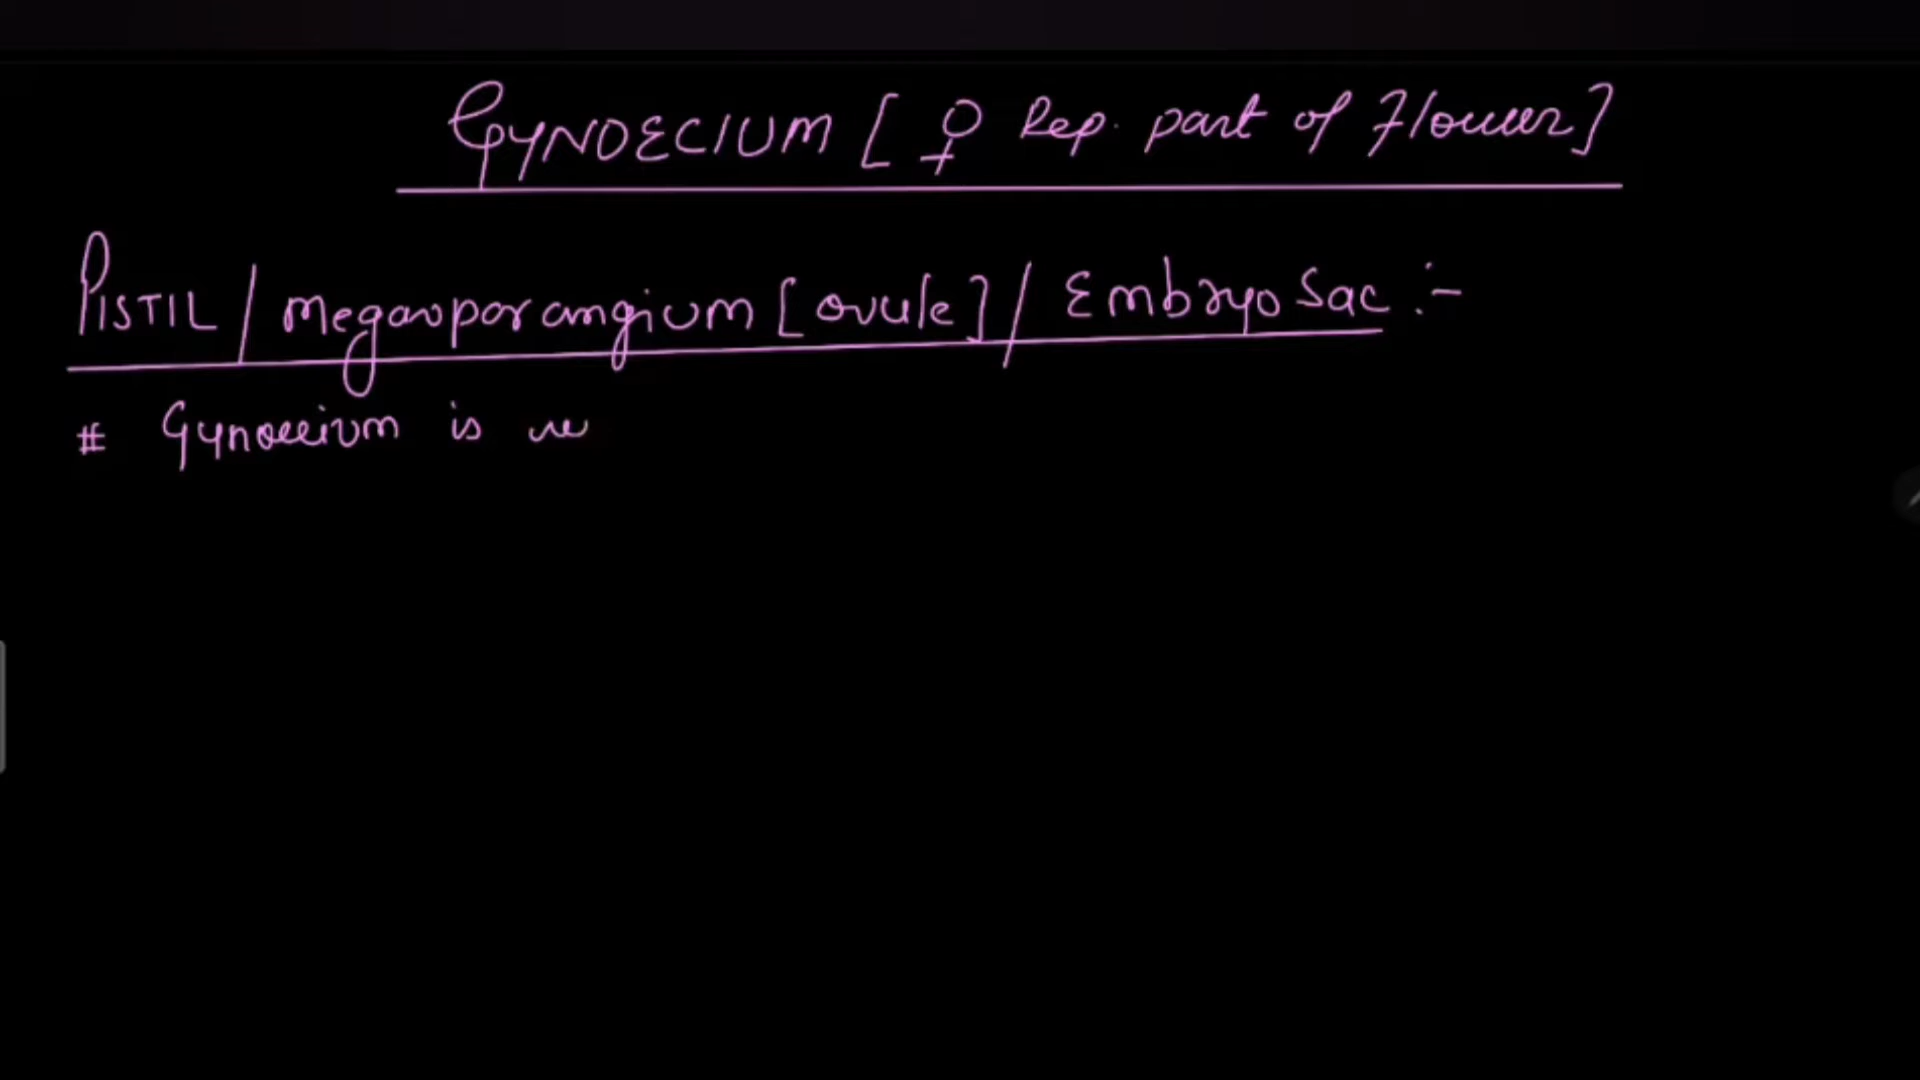 GYNOECIUM [ ♀ Rep. part of Flower ]
PISTIL / Megasporangium [ovule] / Embryo Sac :-
# Gynoecium is